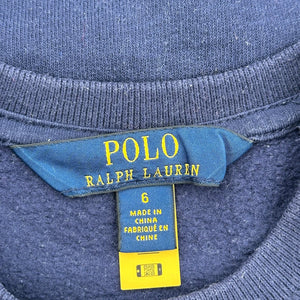 POLO
RALPH LAUREN
6
MADE IN
CHINA
FABRIQUÉ EN
CHINE